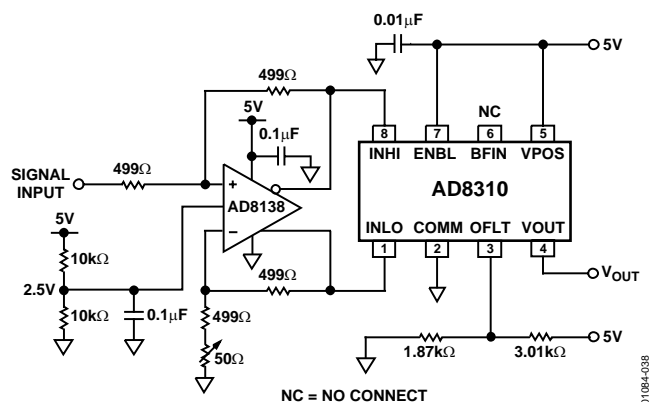 0.01µF
5V
499Ω
5V
NC
0.1µF
8 7 6 5
INHI ENBL BFIN VPOS
SIGNAL
INPUT
499Ω
+
AD8138
AD8310
5V
−
INLO COMM OFLT VOUT
10kΩ
1 2 3 4
499Ω
2.5V
VOUT
10kΩ
0.1µF
499Ω
5V
50Ω
1.87kΩ
3.01kΩ
NC = NO CONNECT
01084-038